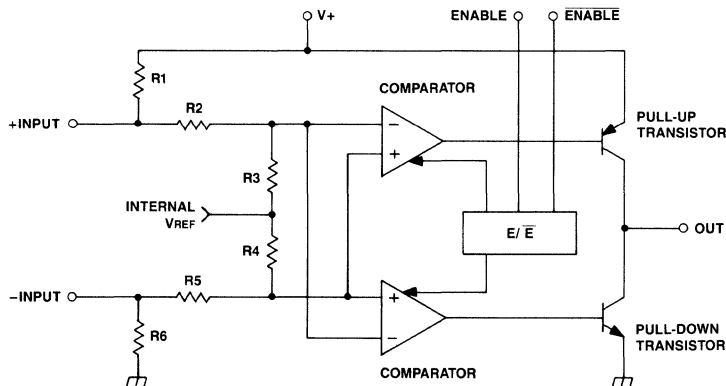 V+
ENABLE
ENABLE
R1
COMPARATOR
R2
+INPUT
−
+
PULL-UP
TRANSISTOR
R3
INTERNAL
VREF
E/E
OUT
R4
R5
−INPUT
+
−
R6
PULL-DOWN
TRANSISTOR
COMPARATOR